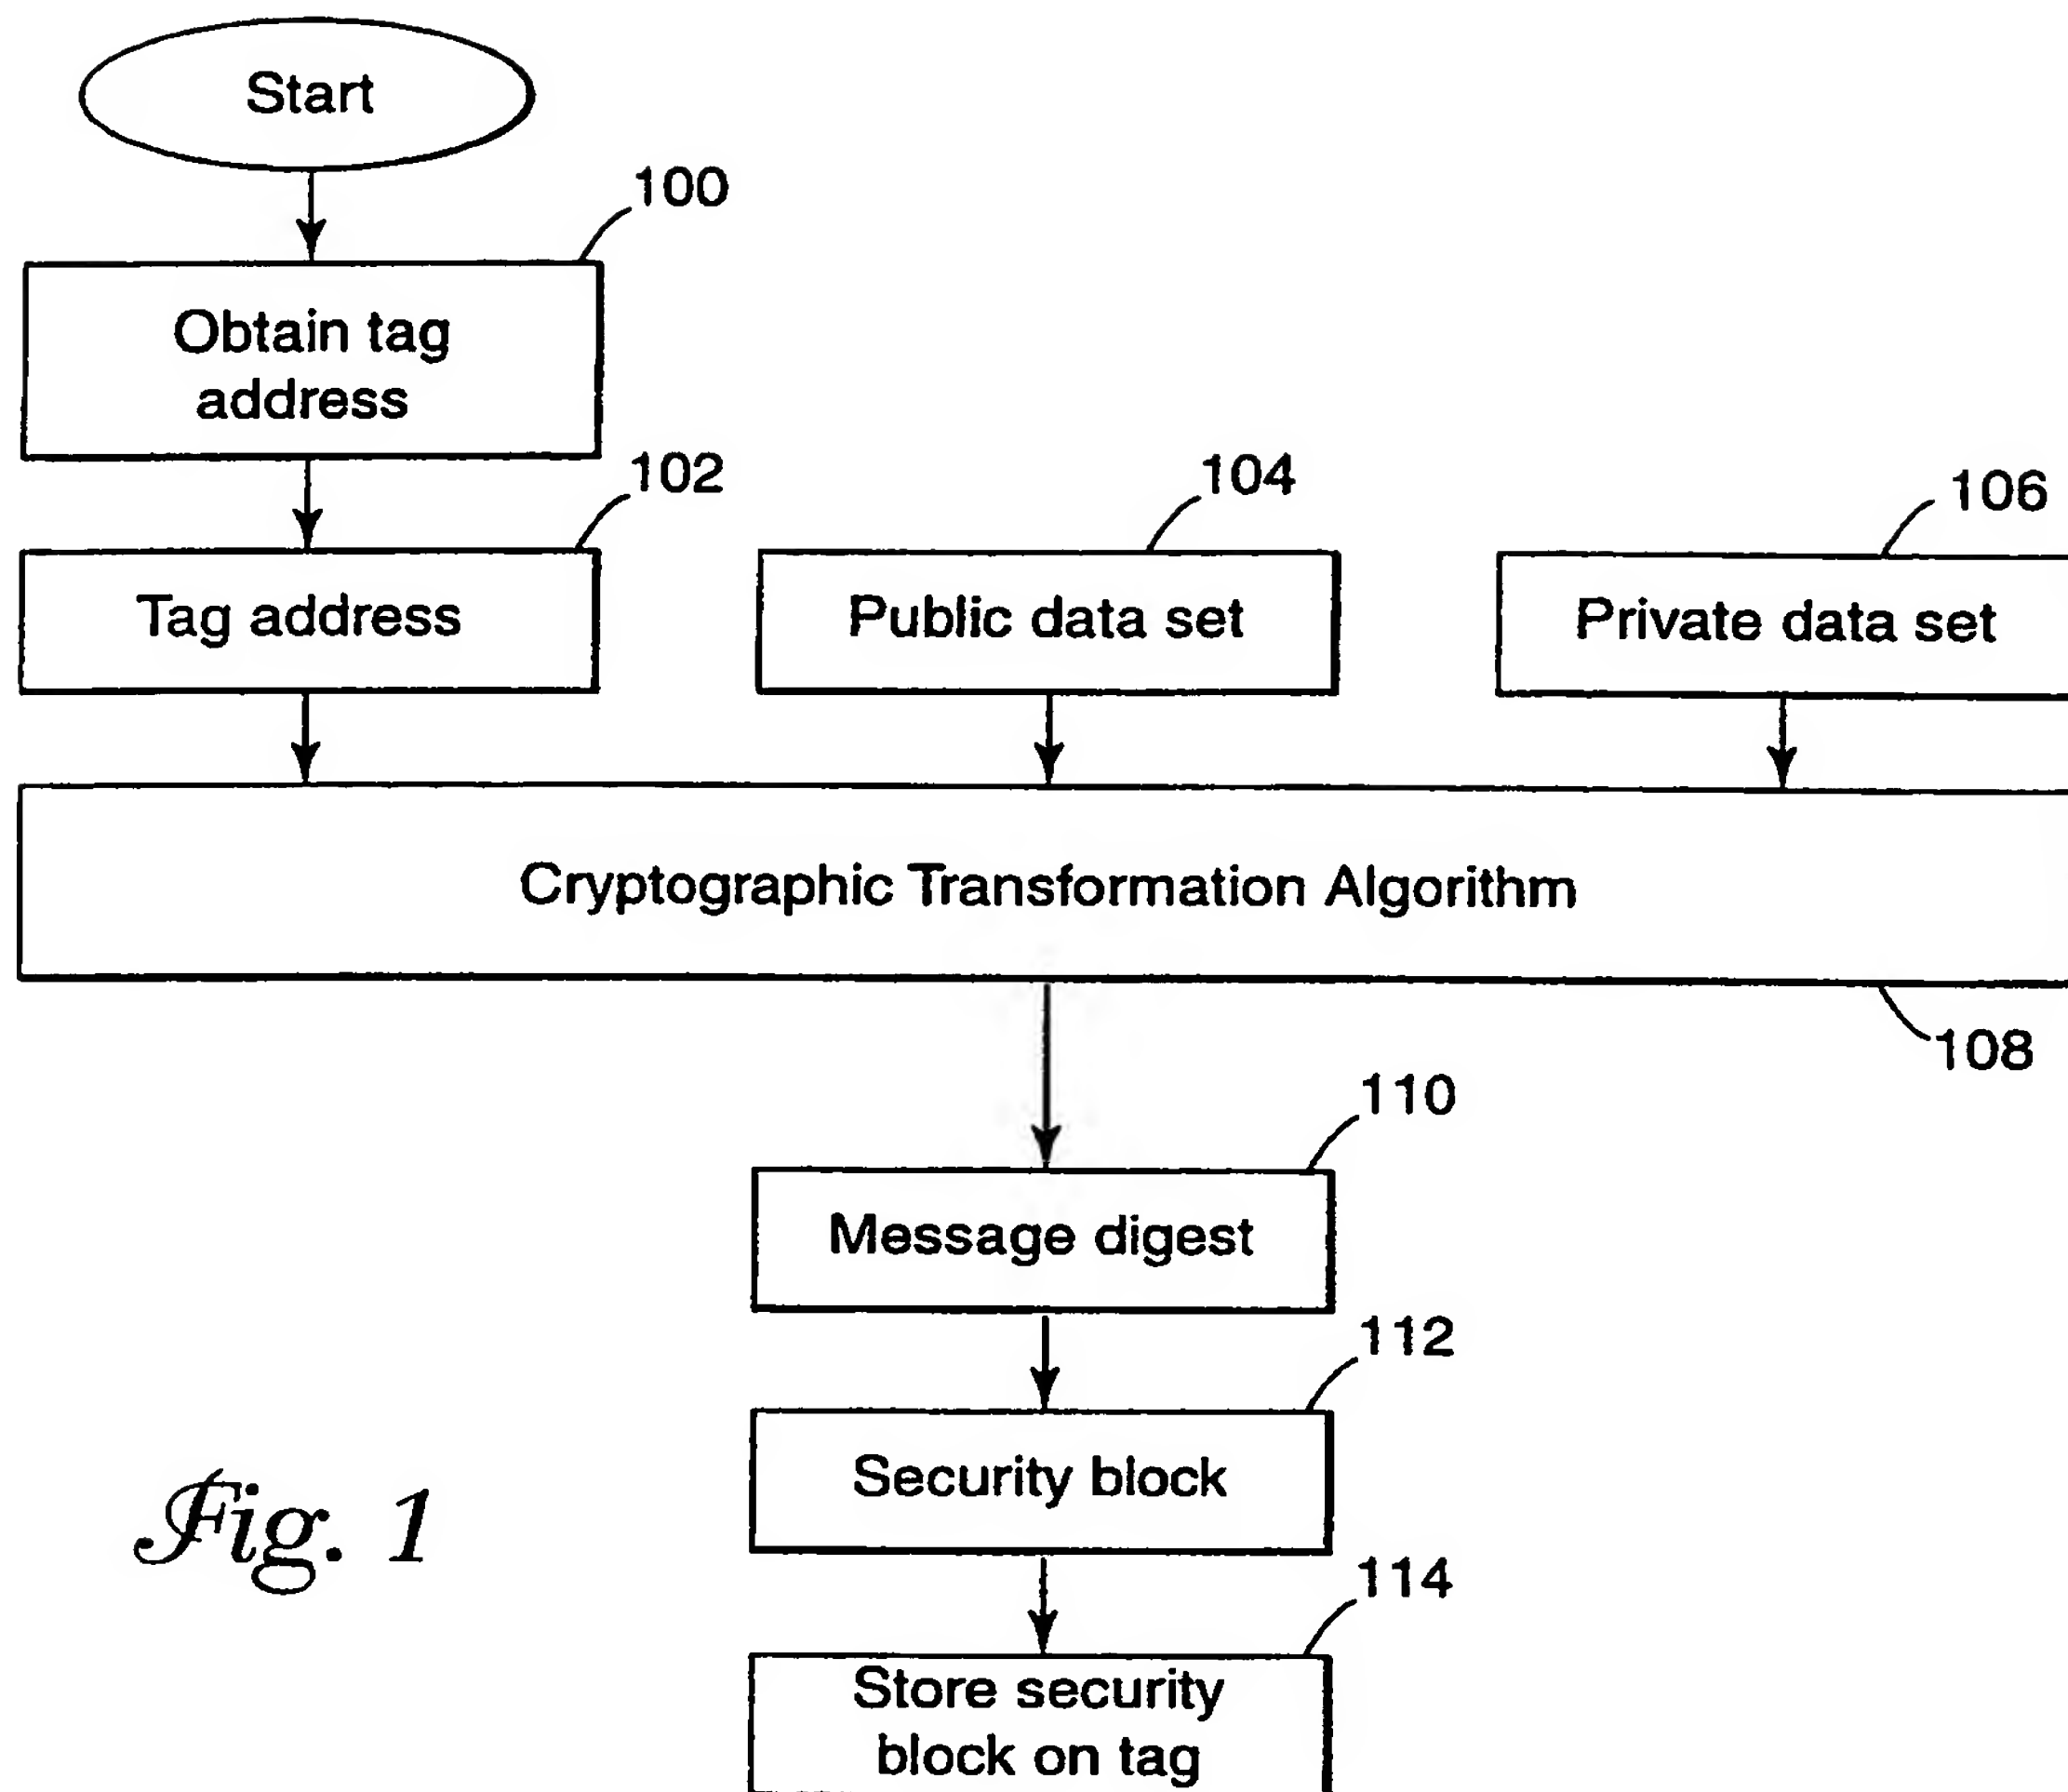 Start
100
Obtain tag
address
102
104
106
Tag address
Public data set
Private data set
Cryptographic Transformation Algorithm
108
110
Message digest
112
Security block
114
Store security
block on tag
Fig. 1